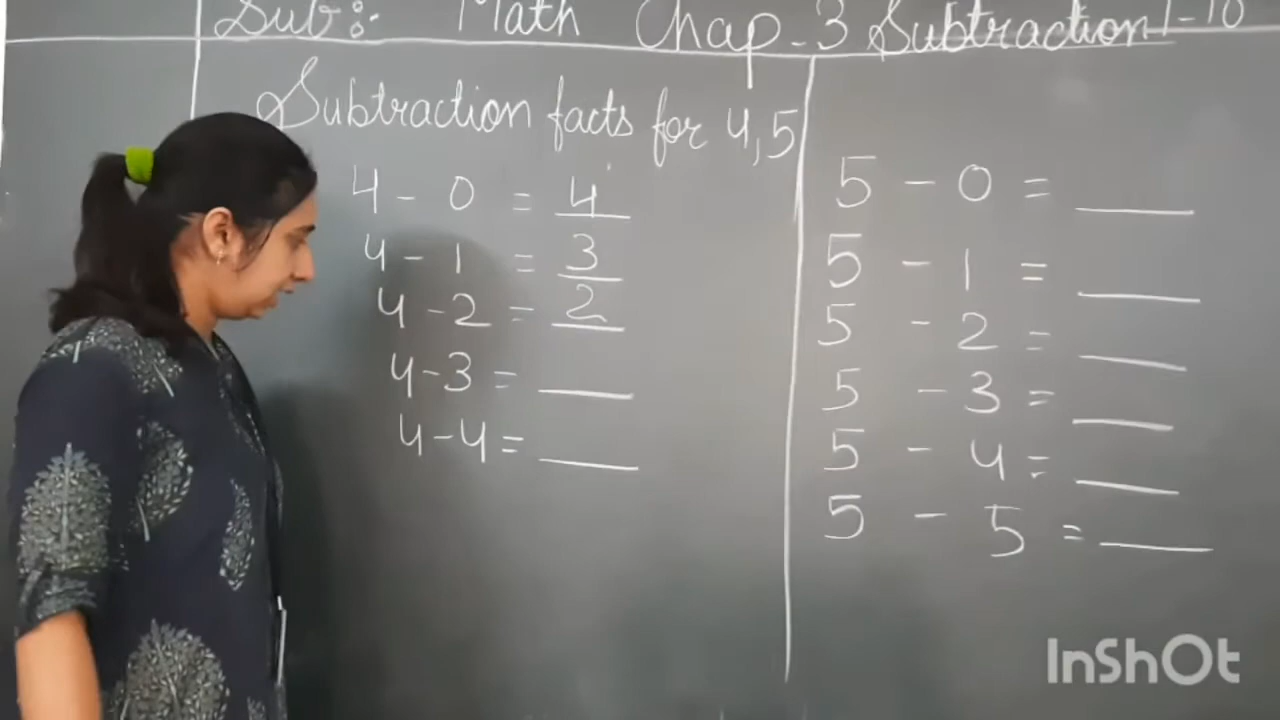 Sub :- Math Chap - 3 Subtraction 1-10
Subtraction facts for 4,5
4 - 0 = 4
4 - 1 = 3
4 - 2 = 2
4 - 3 = ___
4 - 4 = ___
5 - 0 = ___
5 - 1 = ___
5 - 2 = ___
5 - 3 = ___
5 - 4 = ___
5 - 5 = ___
InShOt